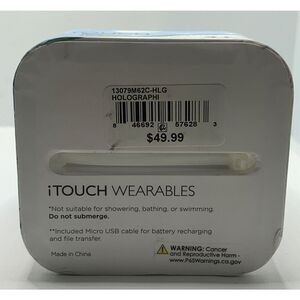 13079M62C-HLG
HOLOGRAPHI
8 46692 67628 3
$49.99
iTOUCH WEARABLES
*Not suitable for showering, bathing, or swimming.
Do not submerge.
**Included Micro USB cable for battery recharging
and file transfer.
Made in China
WARNING: Cancer
and Reproductive Harm -
www.P65Warnings.ca.gov